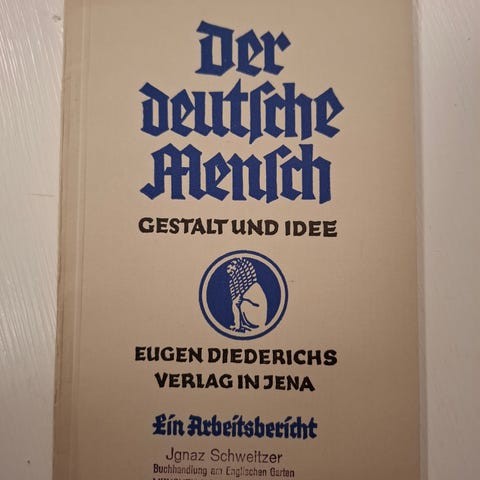 Der
deutſche
Menſch
GESTALT UND IDEE
EUGEN DIEDERICHS
VERLAG IN JENA
Ein Arbeitsbericht
Jgnaz Schweitzer
Buchhandlung am Englischen Garten